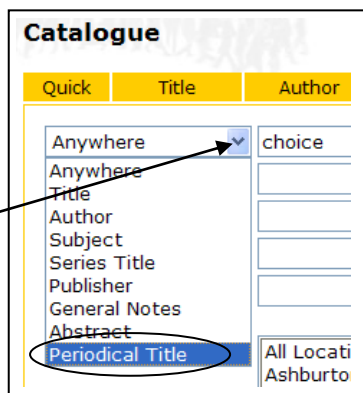 Catalogue
Quick Title Author
Anywhere choice
Anywhere
Title
Author
Subject
Series Title
Publisher
General Notes
Abstract
Periodical Title All Locati
Ashburto